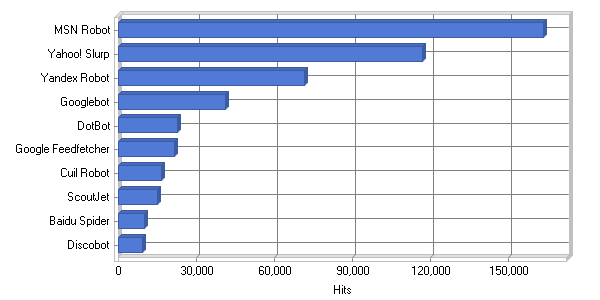 MSN Robot
Yahoo! Slurp
Yandex Robot
Googlebot
DotBot
Google Feedfetcher
Cuil Robot
ScoutJet
Baidu Spider
Discobot
0 30,000 60,000 90,000 120,000 150,000
Hits